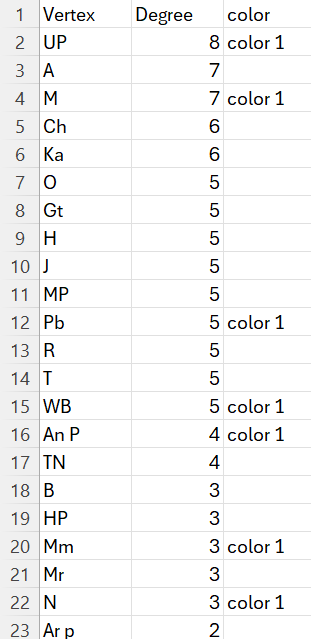 1 Vertex Degree color
2 UP 8 color 1
3 A 7
4 M 7 color 1
5 Ch 6
6 Ka 6
7 O 5
8 Gt 5
9 H 5
10 J 5
11 MP 5
12 Pb 5 color 1
13 R 5
14 T 5
15 WB 5 color 1
16 An P 4 color 1
17 TN 4
18 B 3
19 HP 3
20 Mm 3 color 1
21 Mr 3
22 N 3 color 1
23 Ar p 2